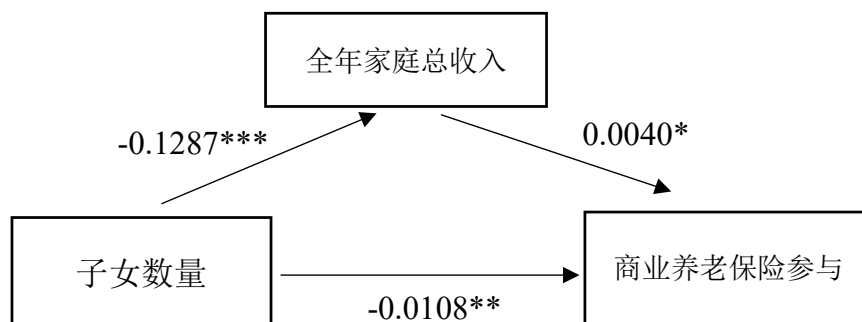 全年家庭总收入
-0.1287***
0.0040*
子女数量
商业养老保险参与
-0.0108**